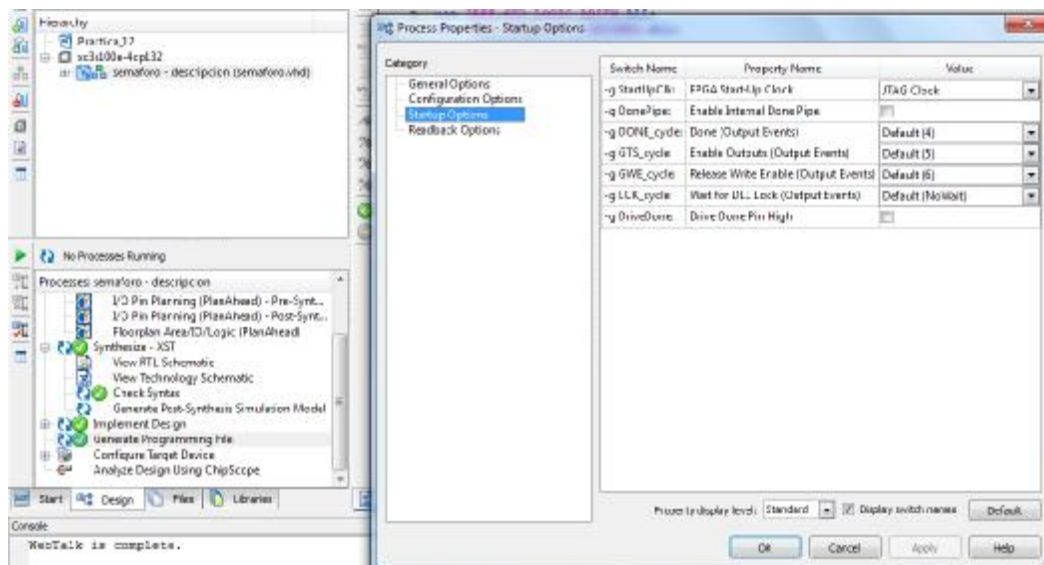 Hierarchy
Practica_12
xc3s100e-4cp132
semaforo - descripcion (semaforo.vhd)
No Processes Running
Processes: semaforo - descripcion
I/O Pin Planning (PlanAhead) - Pre-Synt...
I/O Pin Planning (PlanAhead) - Post-Synt...
Floorplan Area/IO/Logic (PlanAhead)
Synthesize - XST
View RTL Schematic
View Technology Schematic
Check Syntax
Generate Post-Synthesis Simulation Model
Implement Design
Generate Programming File
Configure Target Device
Analyze Design Using ChipScope
Start Design Files Libraries
Console
WebTalk is complete.
Process Properties - Startup Options
Category
General Options
Configuration Options
Startup Options
Readback Options
Switch Name Property Name Value
-g StartUpClk: FPGA Start-Up Clock JTAG Clock
-g DonePipe: Enable Internal Done Pipe
-g DONE_cycle: Done (Output Events) Default (4)
-g GTS_cycle: Enable Outputs (Output Events) Default (5)
-g GWE_cycle: Release Write Enable (Output Events) Default (6)
-g LCK_cycle: Wait for DLL Lock (Output Events) Default (NoWait)
-g DriveDone: Drive Done Pin High
Property display level: Standard Display switch names Default
OK Cancel Apply Help